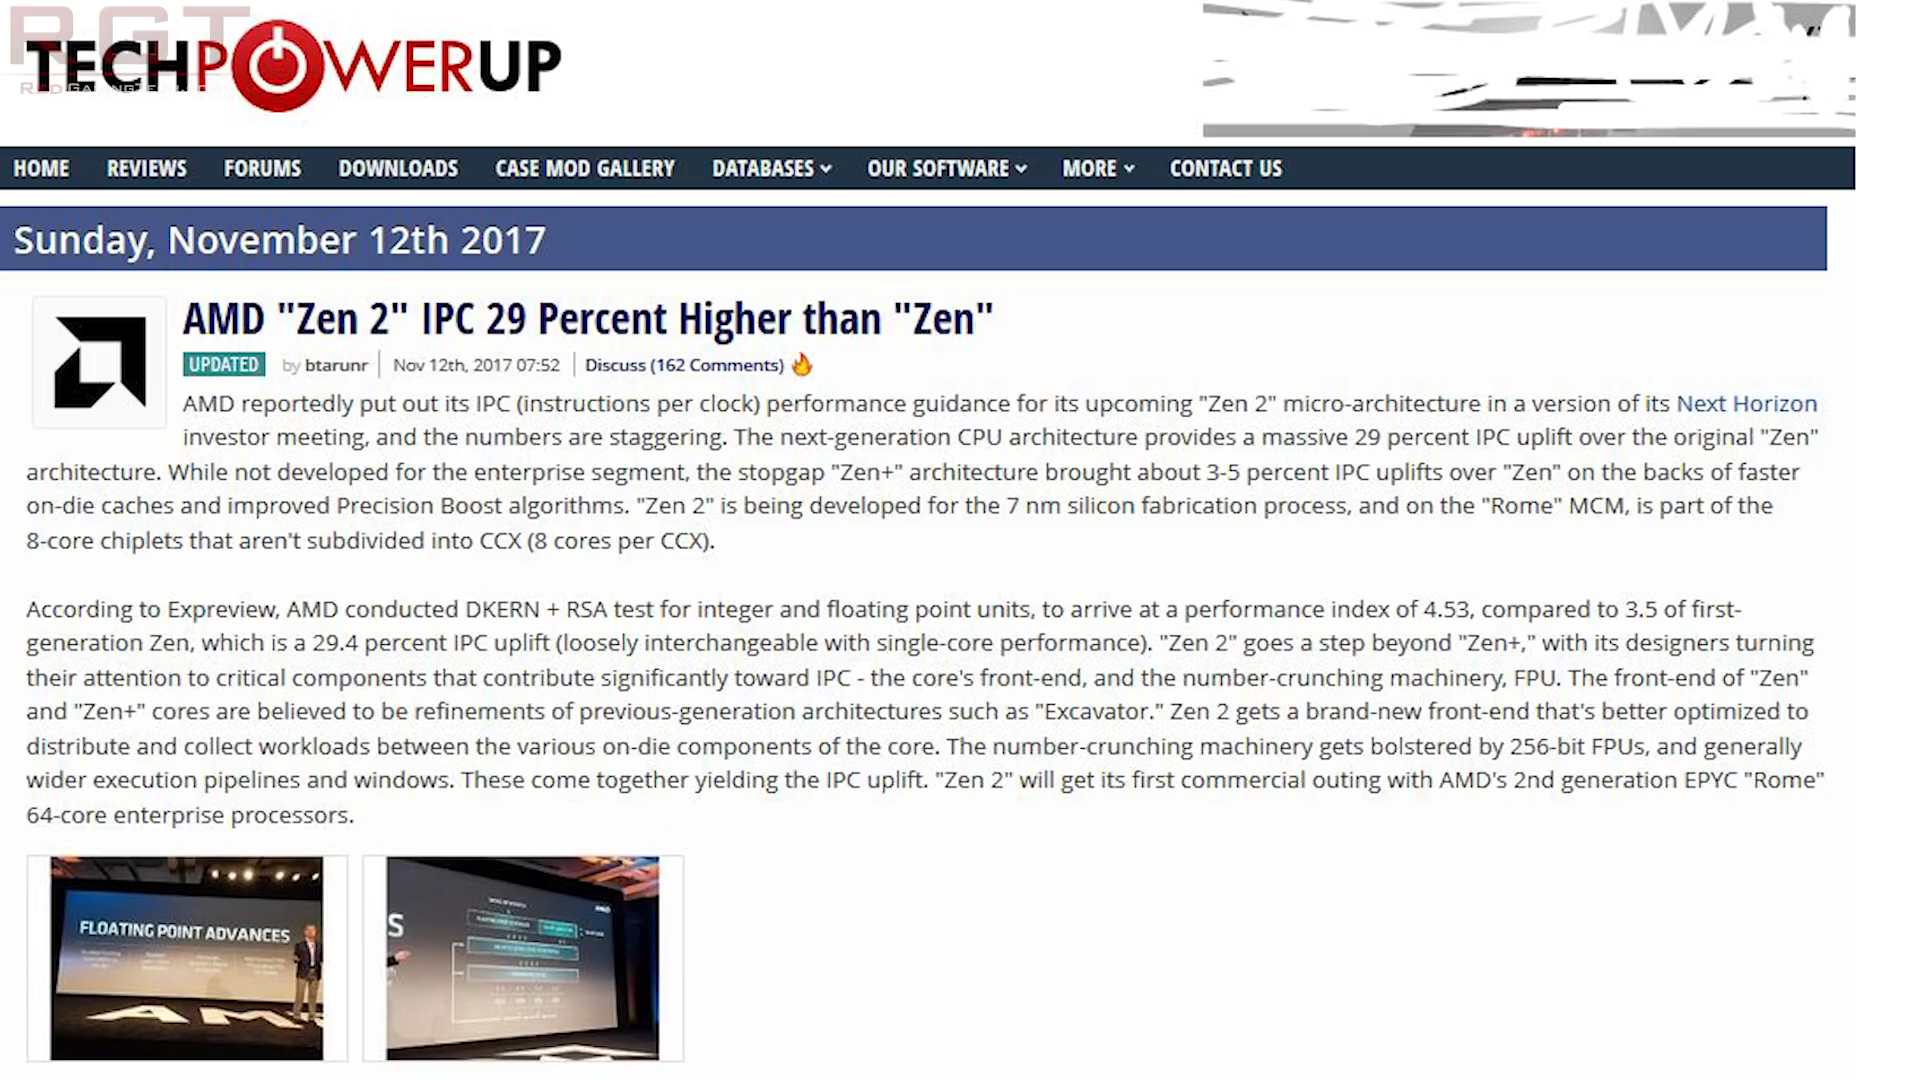 RGT
TECHPOWERUP
HOME REVIEWS FORUMS DOWNLOADS CASE MOD GALLERY DATABASES OUR SOFTWARE MORE CONTACT US
Sunday, November 12th 2017
AMD "Zen 2" IPC 29 Percent Higher than "Zen"
UPDATED by btarunr Nov 12th, 2017 07:52 Discuss (162 Comments)
AMD reportedly put out its IPC (instructions per clock) performance guidance for its upcoming "Zen 2" micro-architecture in a version of its Next Horizon
investor meeting, and the numbers are staggering. The next-generation CPU architecture provides a massive 29 percent IPC uplift over the original "Zen"
architecture. While not developed for the enterprise segment, the stopgap "Zen+" architecture brought about 3-5 percent IPC uplifts over "Zen" on the backs of faster
on-die caches and improved Precision Boost algorithms. "Zen 2" is being developed for the 7 nm silicon fabrication process, and on the "Rome" MCM, is part of the
8-core chiplets that aren't subdivided into CCX (8 cores per CCX).
According to Expreview, AMD conducted DKERN + RSA test for integer and floating point units, to arrive at a performance index of 4.53, compared to 3.5 of first-
generation Zen, which is a 29.4 percent IPC uplift (loosely interchangeable with single-core performance). "Zen 2" goes a step beyond "Zen+," with its designers turning
their attention to critical components that contribute significantly toward IPC - the core's front-end, and the number-crunching machinery, FPU. The front-end of "Zen"
and "Zen+" cores are believed to be refinements of previous-generation architectures such as "Excavator." Zen 2 gets a brand-new front-end that's better optimized to
distribute and collect workloads between the various on-die components of the core. The number-crunching machinery gets bolstered by 256-bit FPUs, and generally
wider execution pipelines and windows. These come together yielding the IPC uplift. "Zen 2" will get its first commercial outing with AMD's 2nd generation EPYC "Rome"
64-core enterprise processors.
FLOATING POINT ADVANCES
AM
S
AMD